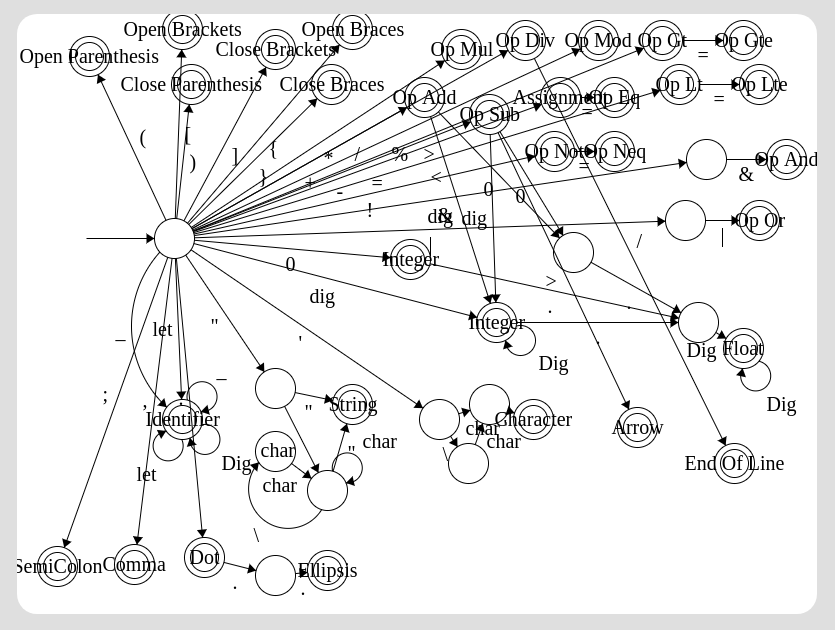 Open Brackets
Open Braces
Open Parenthesis
Close Brackets
Op Mul
Op Div
Op Mod
Op Gt
=
Op Gte
Close Parenthesis
Close Braces
Op Add
Op Sub
Assignment
=
Op Eq
Op Lt
=
Op Lte
(
[
)
]
{
}
*
/
%
>
+
-
=
<
!
Op Not
=
Op Neq
&
Op And
0
0
dig
&
dig
|
Op Or
/
|
Integer
0
dig
>
.
.
.
Integer
Dig
Dig
Float
Dig
_
let
"
'
;
,
.
_
Identifier
let
Dig
String
"
char
char
char
"
\
char
char
\
Character
Arrow
End Of Line
SemiColon
Comma
Dot
.
.
Ellipsis